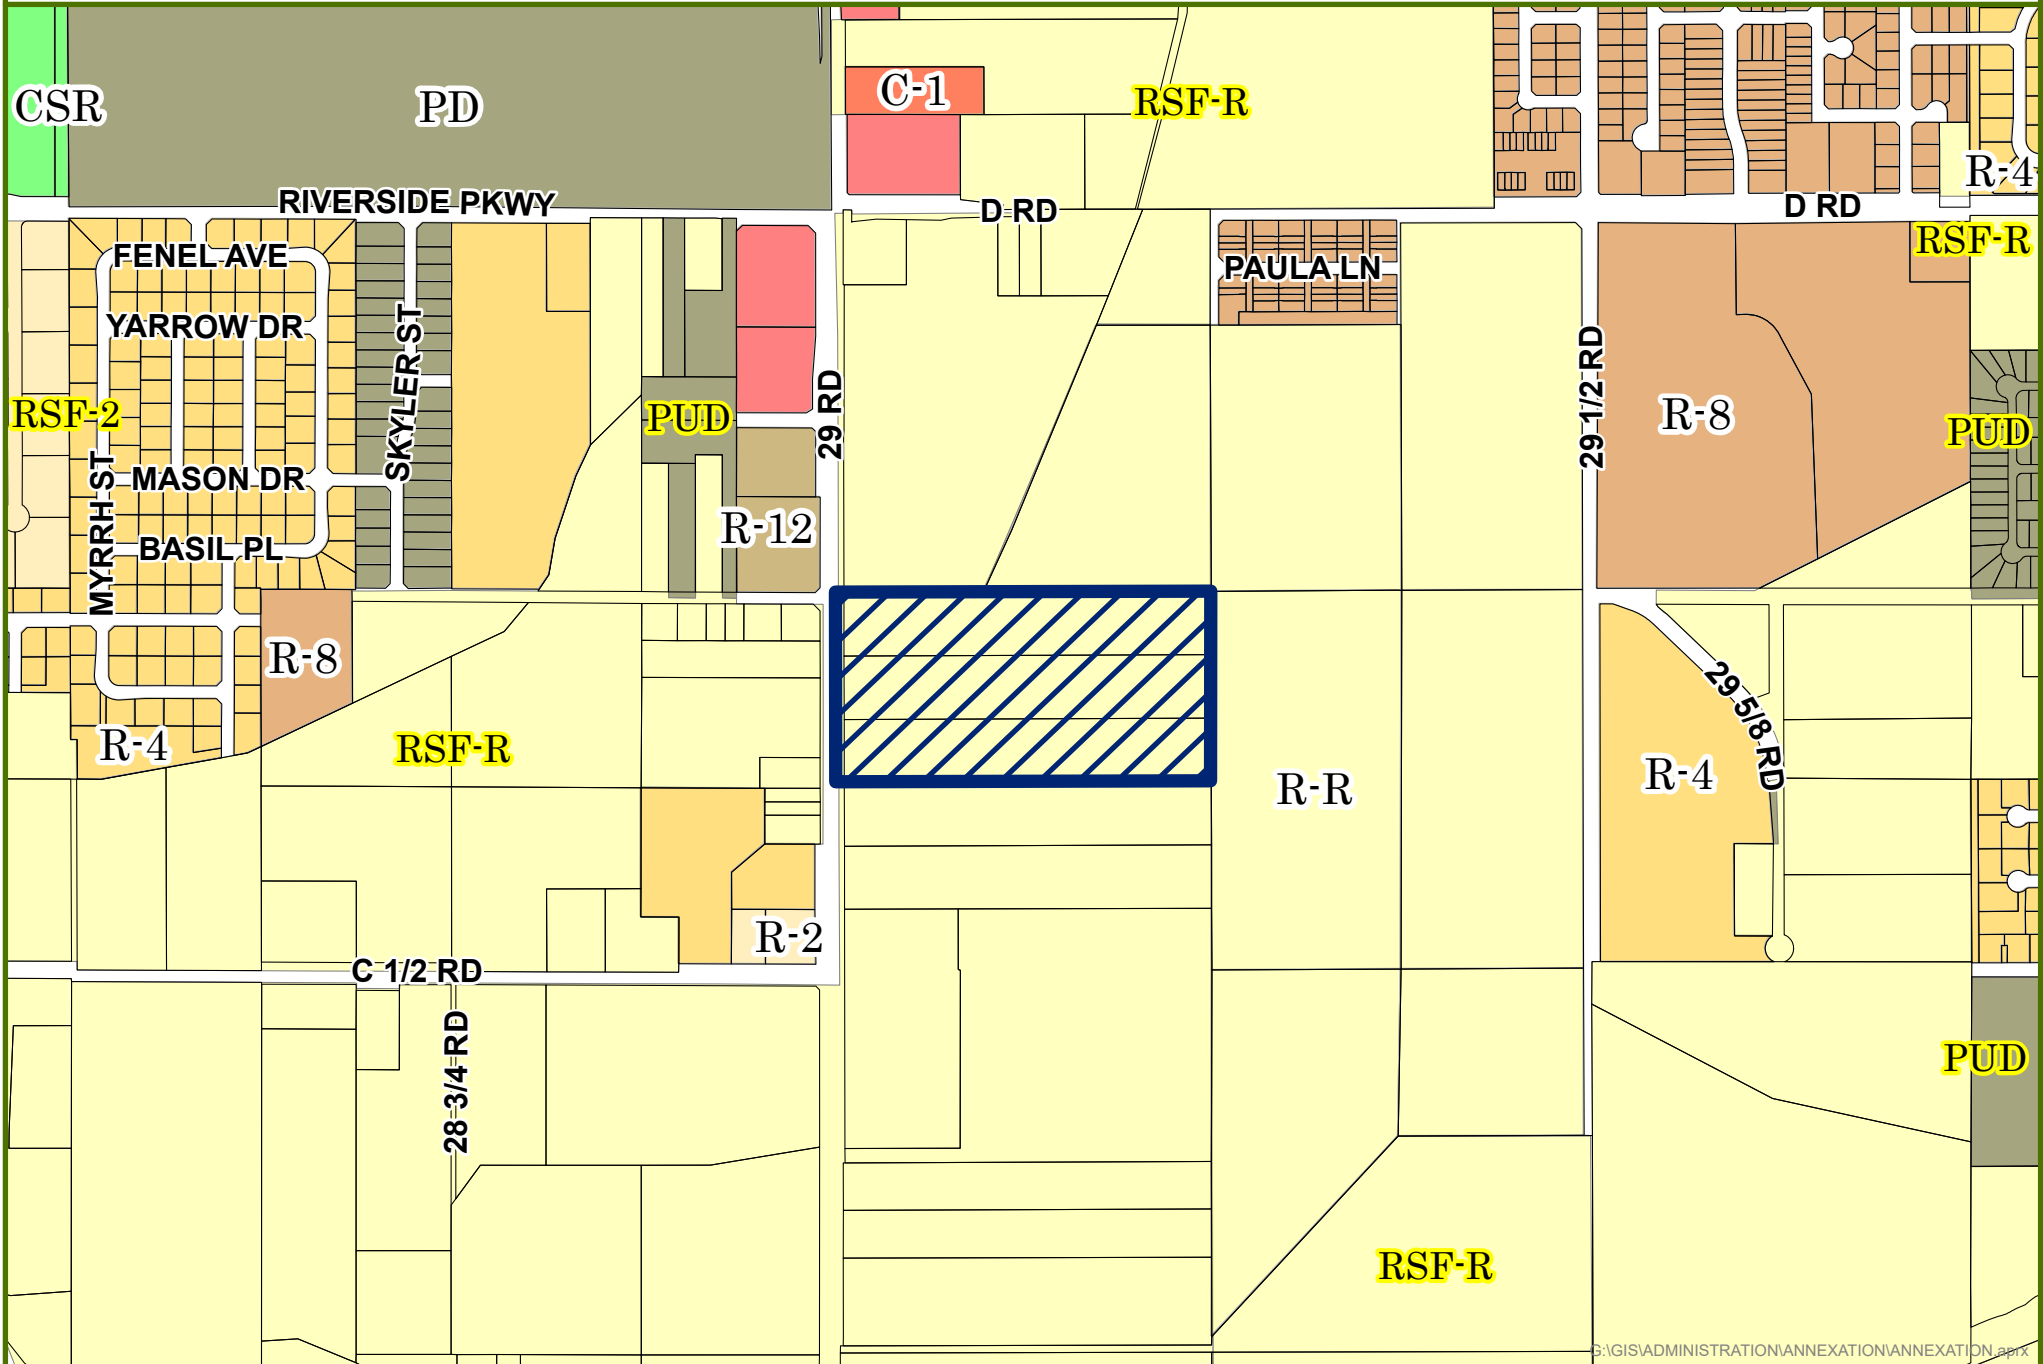 CSR
PD
C-1
RSF-R
R-4
RIVERSIDE PKWY
D RD
D RD
RSF-R
FENEL AVE
PAULA LN
YARROW DR
SKYLER ST
29 RD
29 1/2 RD
RSF-2
PUD
R-8
PUD
MYRRH ST
MASON DR
R-12
BASIL PL
R-8
R-4
RSF-R
R-R
R-4
29 5/8 RD
R-2
C 1/2 RD
28 3/4 RD
PUD
RSF-R
G:\GIS\ADMINISTRATION\ANNEXATION\ANNEXATION.aprx